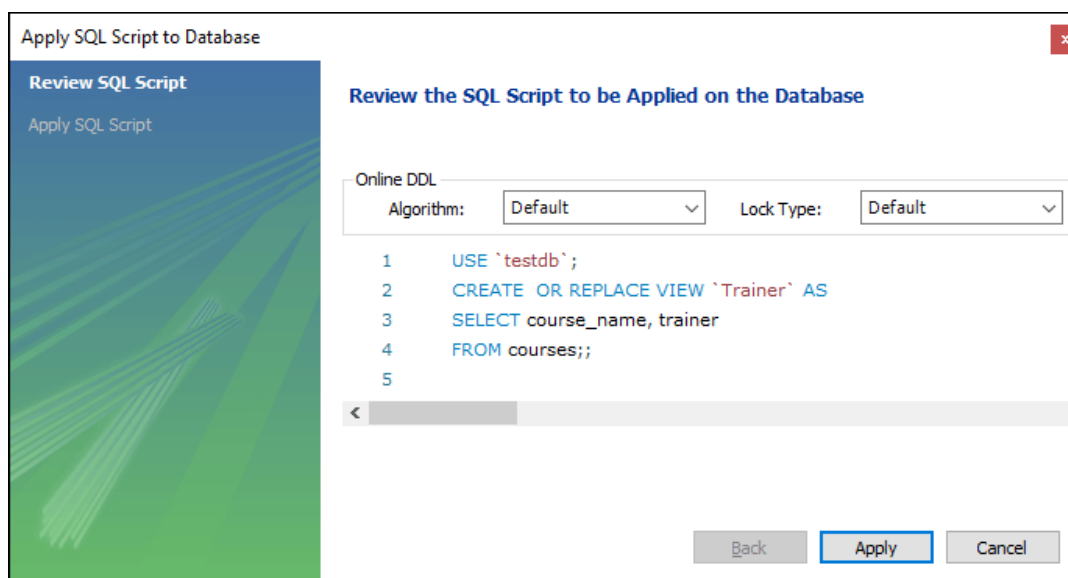 Apply SQL Script to Database
Review SQL Script
Apply SQL Script
Review the SQL Script to be Applied on the Database
Online DDL
Algorithm: Default Lock Type: Default
1 USE `testdb`;
2 CREATE  OR REPLACE VIEW `Trainer` AS
3 SELECT course_name, trainer
4 FROM courses;;
5
Back Apply Cancel